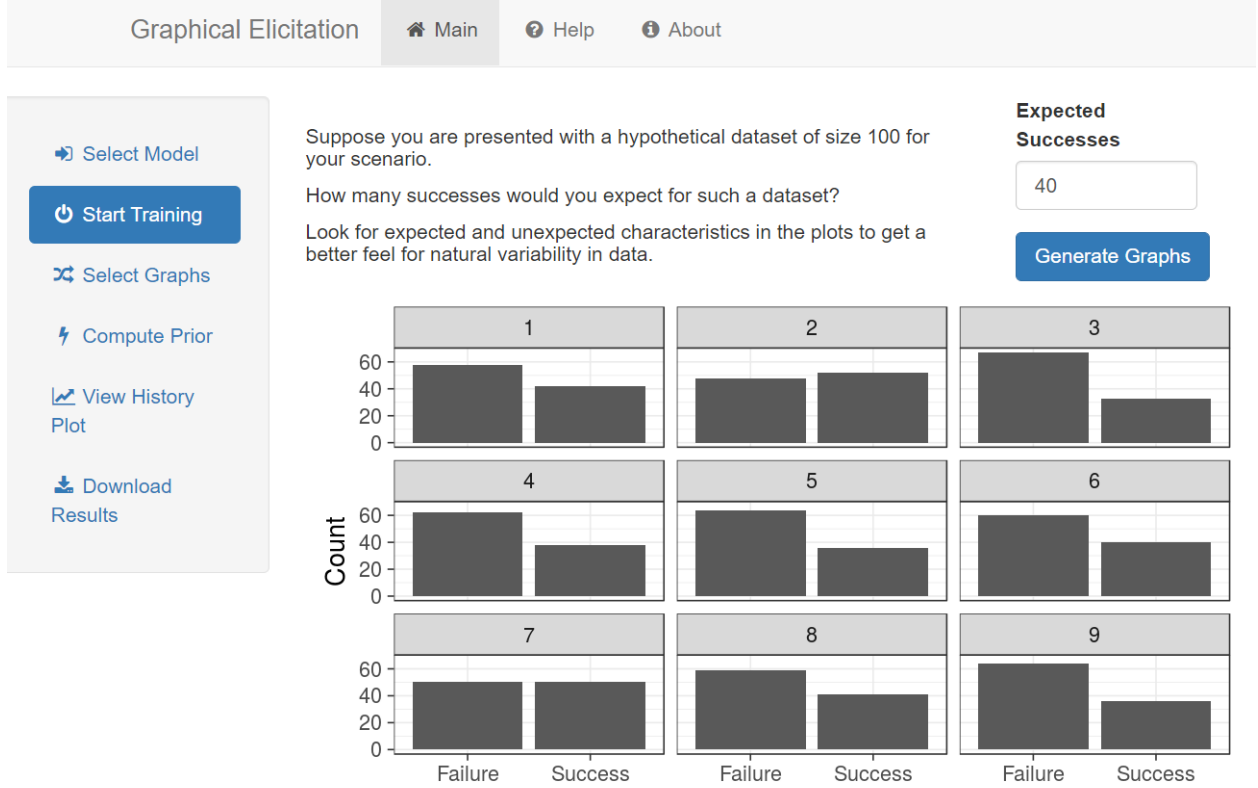 Graphical Elicitation
Main
Help
About
Select Model
Start Training
Select Graphs
Compute Prior
View History
Plot
Download
Results
Suppose you are presented with a hypothetical dataset of size 100 for
your scenario.
How many successes would you expect for such a dataset?
Look for expected and unexpected characteristics in the plots to get a
better feel for natural variability in data.
Expected
Successes
40
Generate Graphs
1
2
3
60
40
20
0
4
5
6
Count
60
40
20
0
7
8
9
60
40
20
0
Failure
Success
Failure
Success
Failure
Success